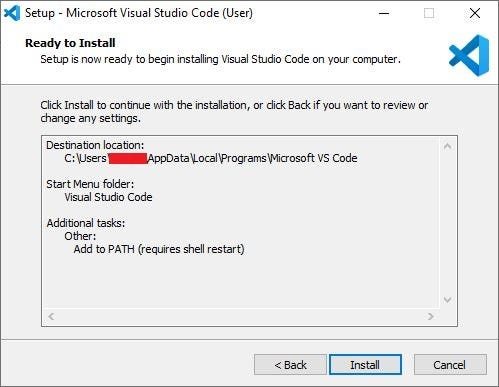 Setup - Microsoft Visual Studio Code (User)
Ready to Install
Setup is now ready to begin installing Visual Studio Code on your computer.
Click Install to continue with the installation, or click Back if you want to review or
change any settings.
Destination location:
C:\Users\ AppData\Local\Programs\Microsoft VS Code
Start Menu folder:
Visual Studio Code
Additional tasks:
Other:
Add to PATH (requires shell restart)
< Back
Install
Cancel